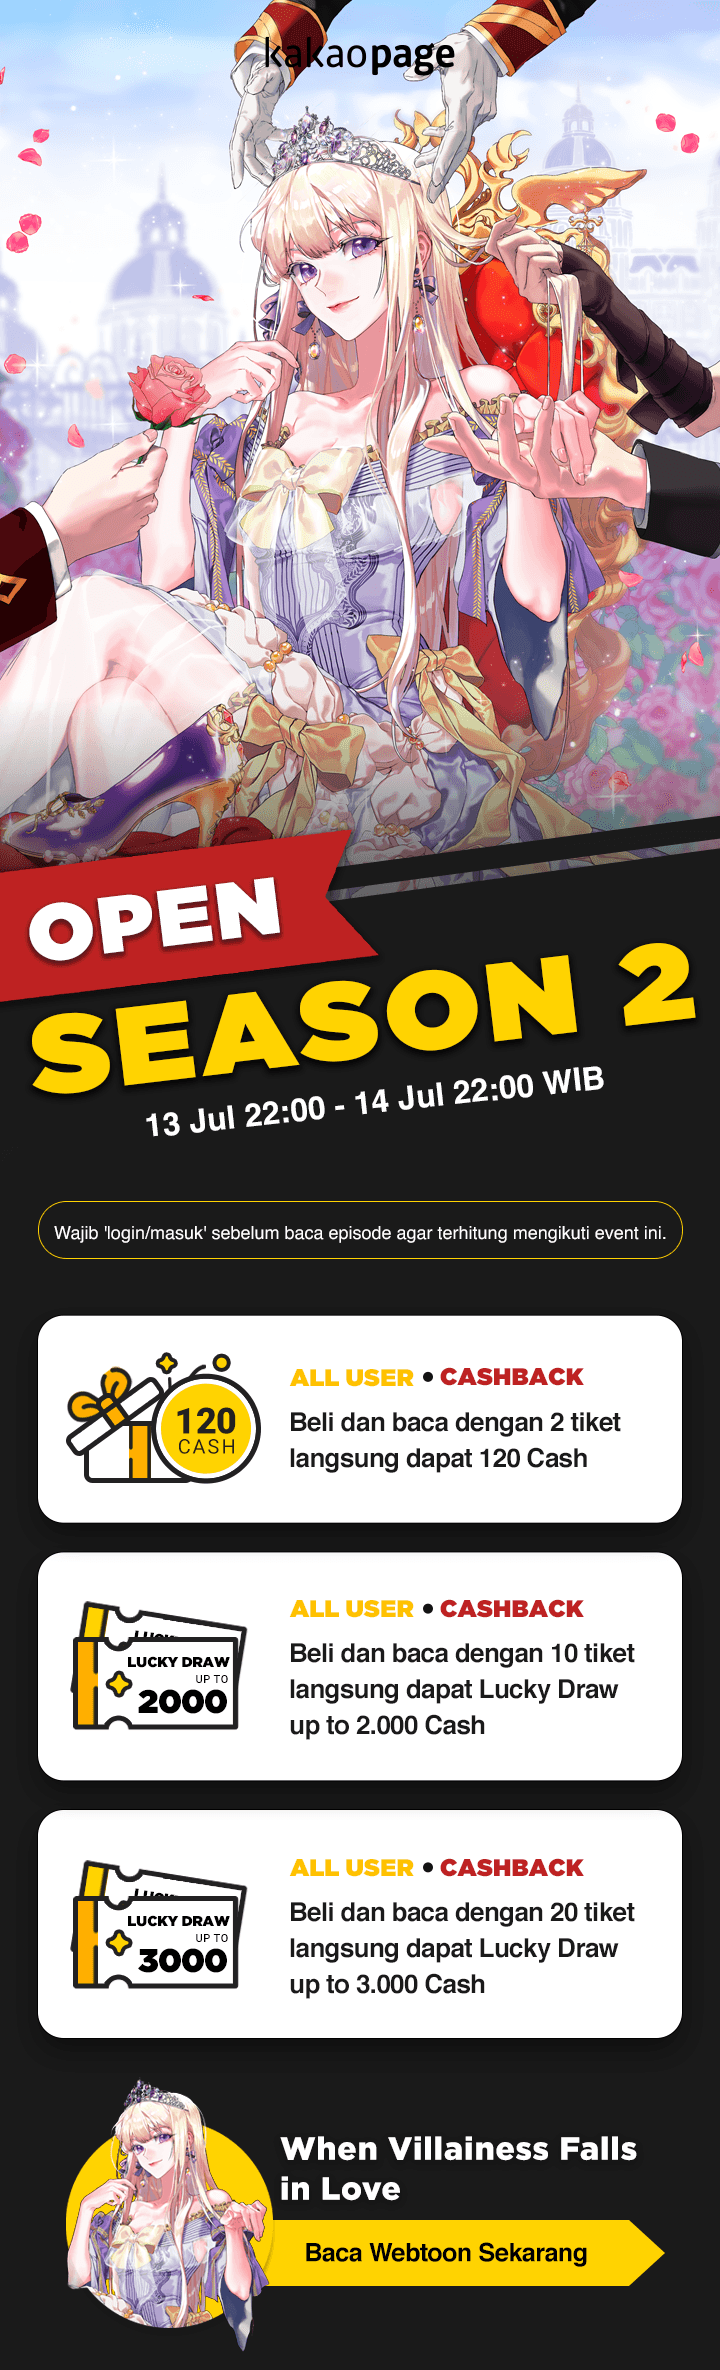 kakaopage
OPEN
SEASON 2
13 Jul 22:00 - 14 Jul 22:00 WIB
Wajib 'login/masuk' sebelum baca episode agar terhitung mengikuti event ini.
120
CASH
ALL USER • CASHBACK
Beli dan baca dengan 2 tiket
langsung dapat 120 Cash
LUCKY DRAW
UP TO
2000
ALL USER • CASHBACK
Beli dan baca dengan 10 tiket
langsung dapat Lucky Draw
up to 2.000 Cash
LUCKY DRAW
UP TO
3000
ALL USER • CASHBACK
Beli dan baca dengan 20 tiket
langsung dapat Lucky Draw
up to 3.000 Cash
When Villainess Falls
in Love
Baca Webtoon Sekarang